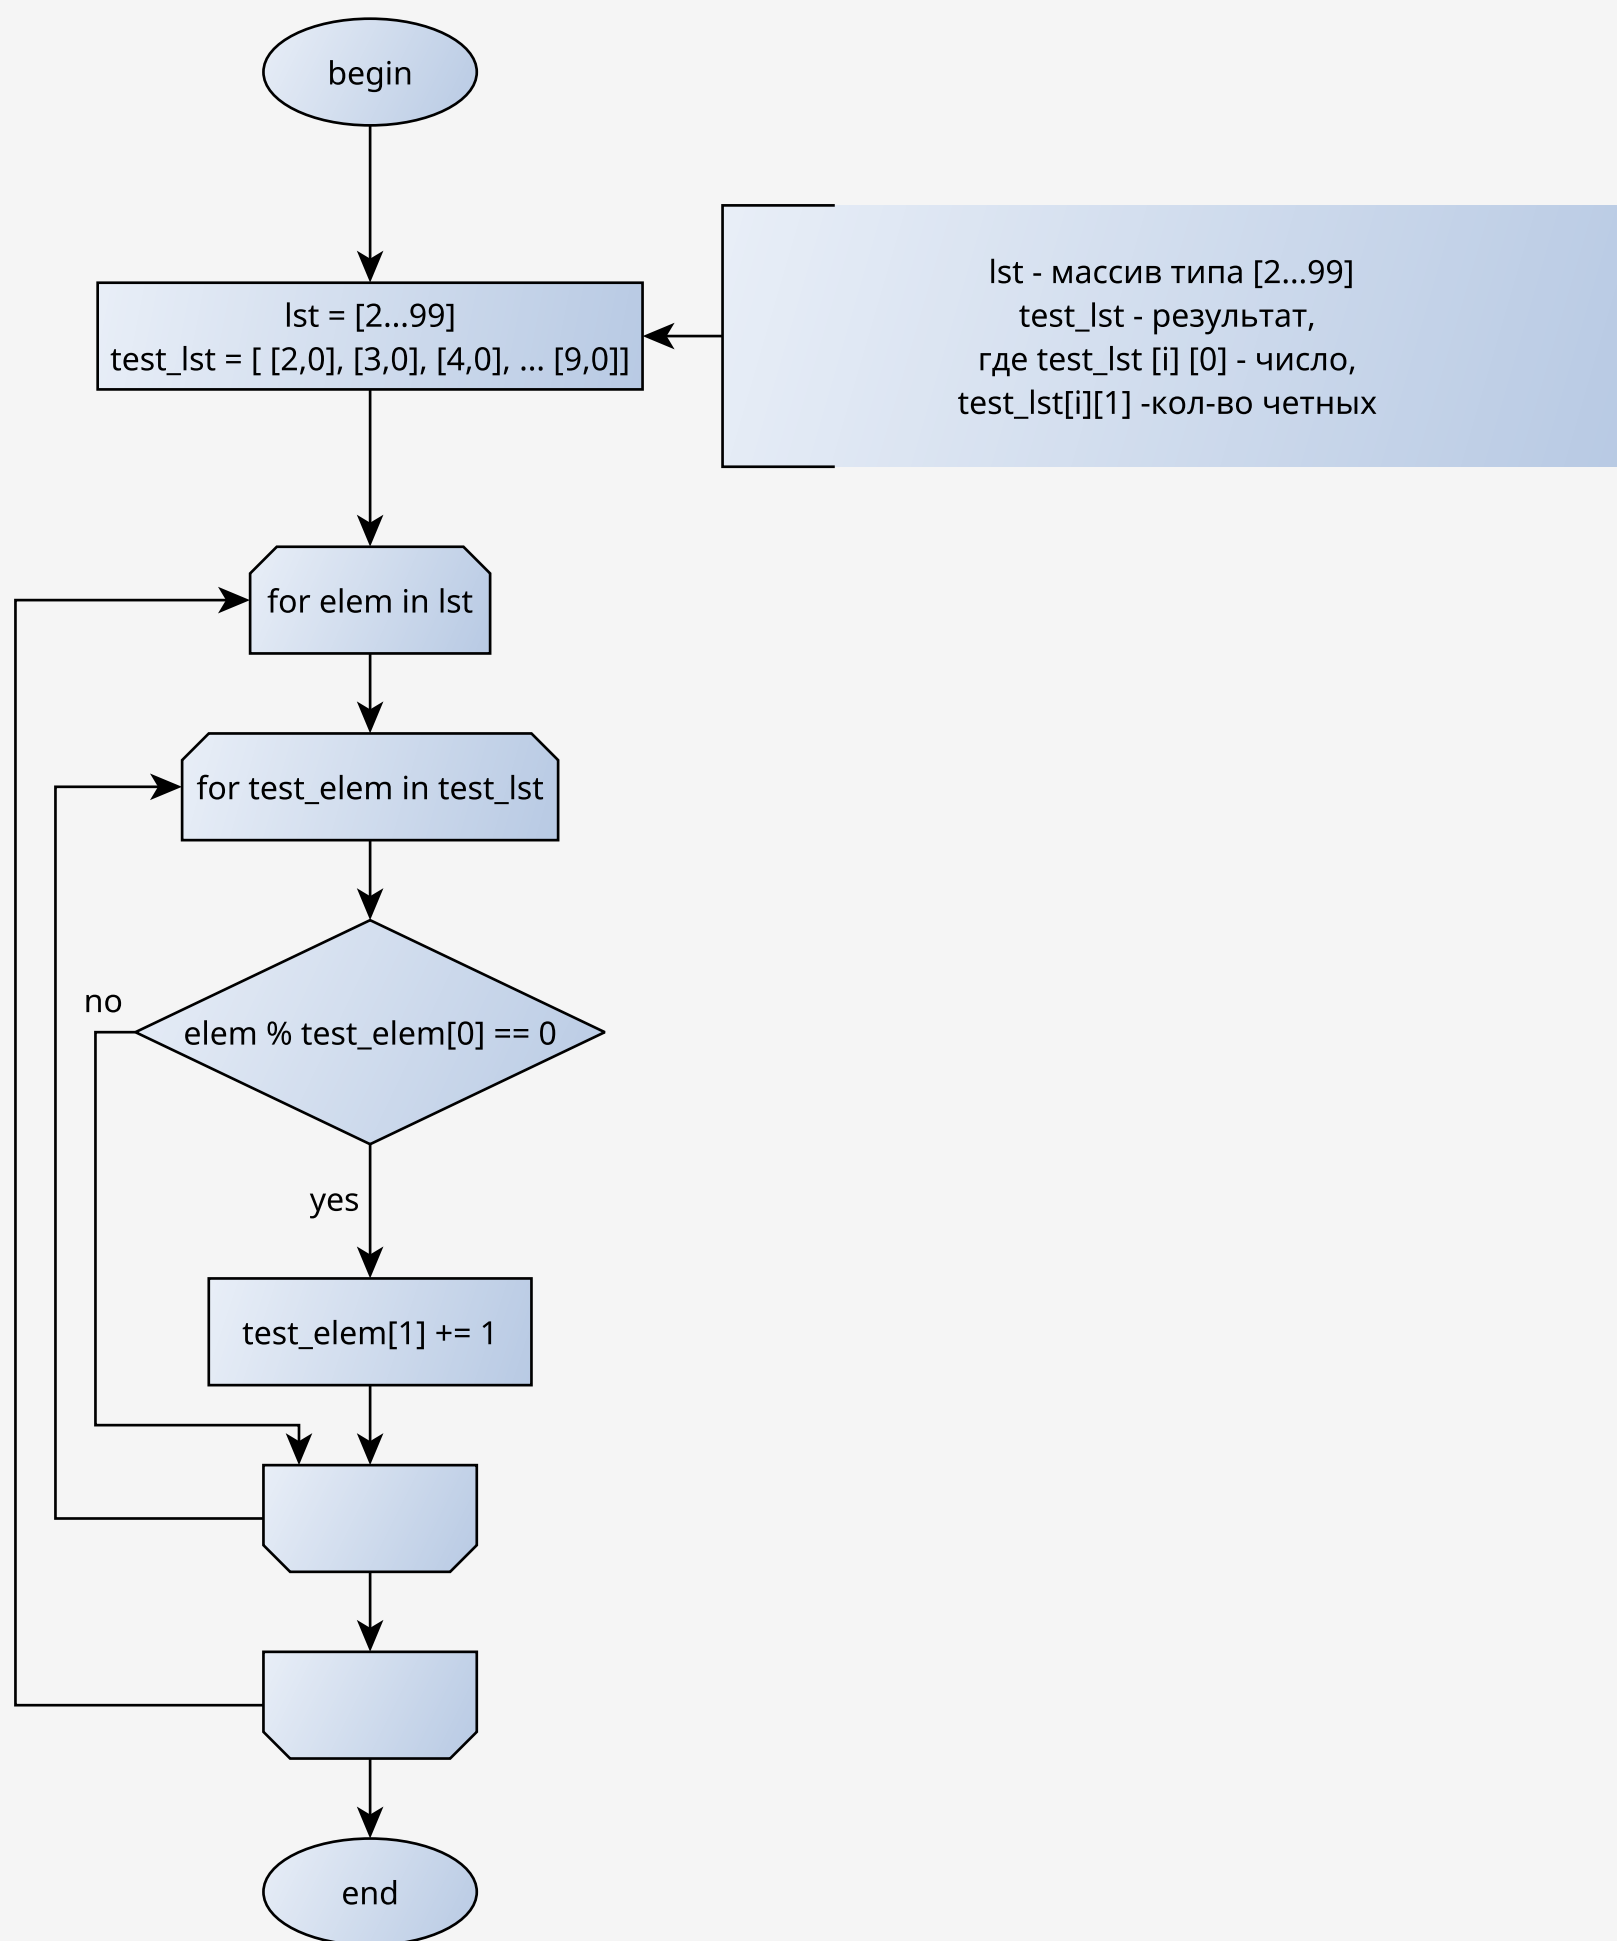 begin
lst = [2...99]
test_lst = [ [2,0], [3,0], [4,0], ... [9,0]]
lst - массив типа [2...99]
test_lst - результат,
где test_lst [i] [0] - число,
test_lst[i][1] -кол-во четных
for elem in lst
for test_elem in test_lst
no
elem % test_elem[0] == 0
yes
test_elem[1] += 1
end